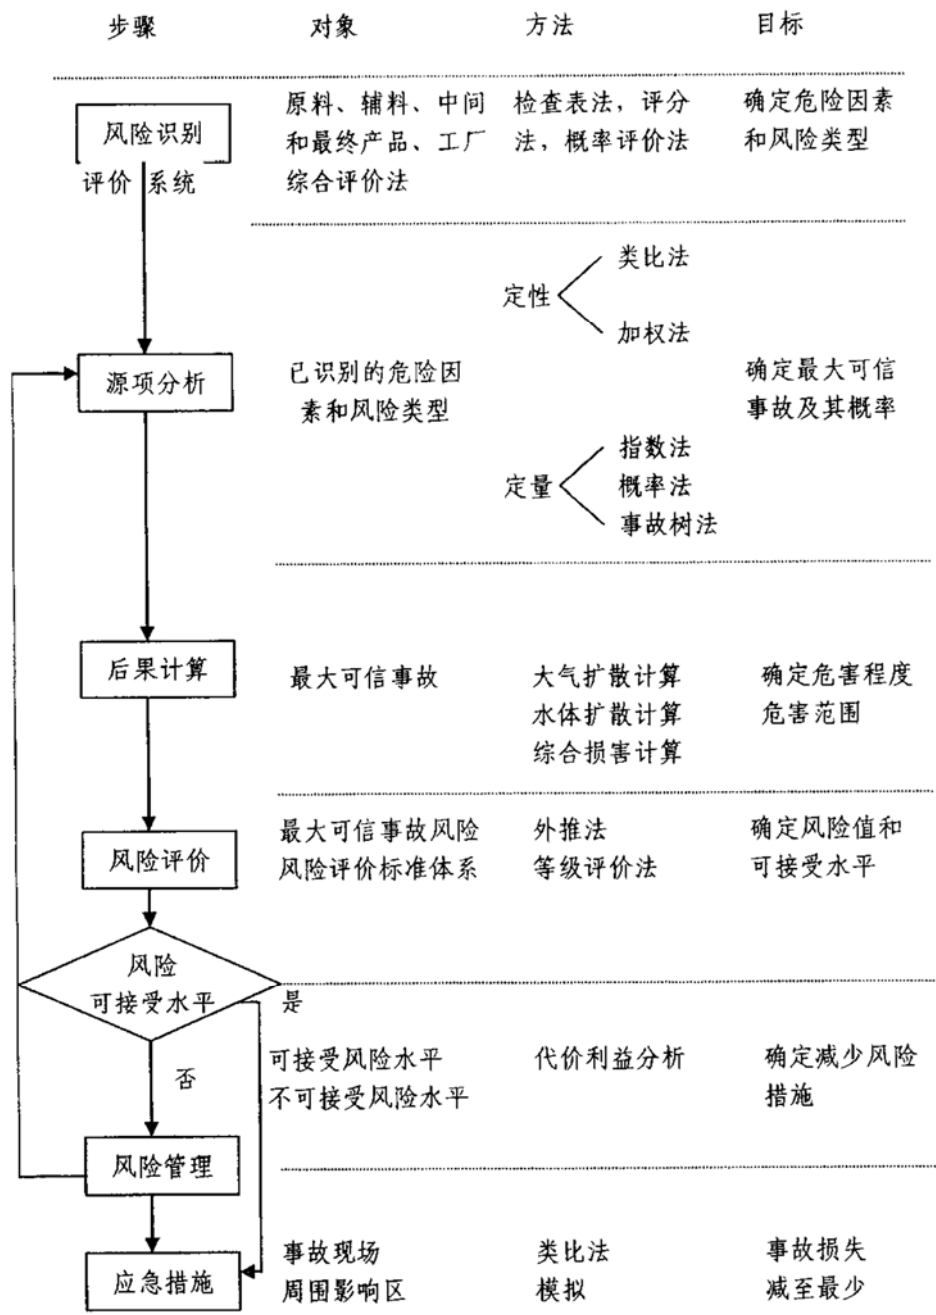 步骤 对象 方法 目标
风险识别
评价 系统
原料、辅料、中间 检查表法，评分 确定危险因素
和最终产品、工厂 法，概率评价法 和风险类型
综合评价法
类比法
定性
加权法
源项分析
已识别的危险因 确定最大可信
素和风险类型 事故及其概率
指数法
定量 概率法
事故树法
后果计算
最大可信事故 大气扩散计算 确定危害程度
水体扩散计算 危害范围
综合损害计算
风险评价
最大可信事故风险 外推法 确定风险值和
风险评价标准体系 等级评价法 可接受水平
风险
可接受水平
是
否
可接受风险水平 代价利益分析 确定减少风险
不可接受风险水平 措施
风险管理
应急措施
事故现场 类比法 事故损失
周围影响区 模拟 减至最少